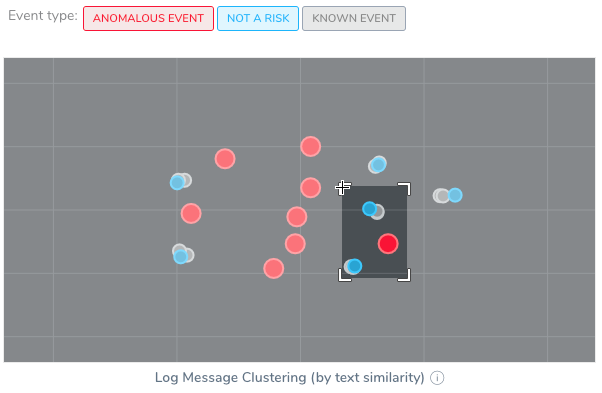 Event type: ANOMALOUS EVENT NOT A RISK KNOWN EVENT
Log Message Clustering (by text similarity) i